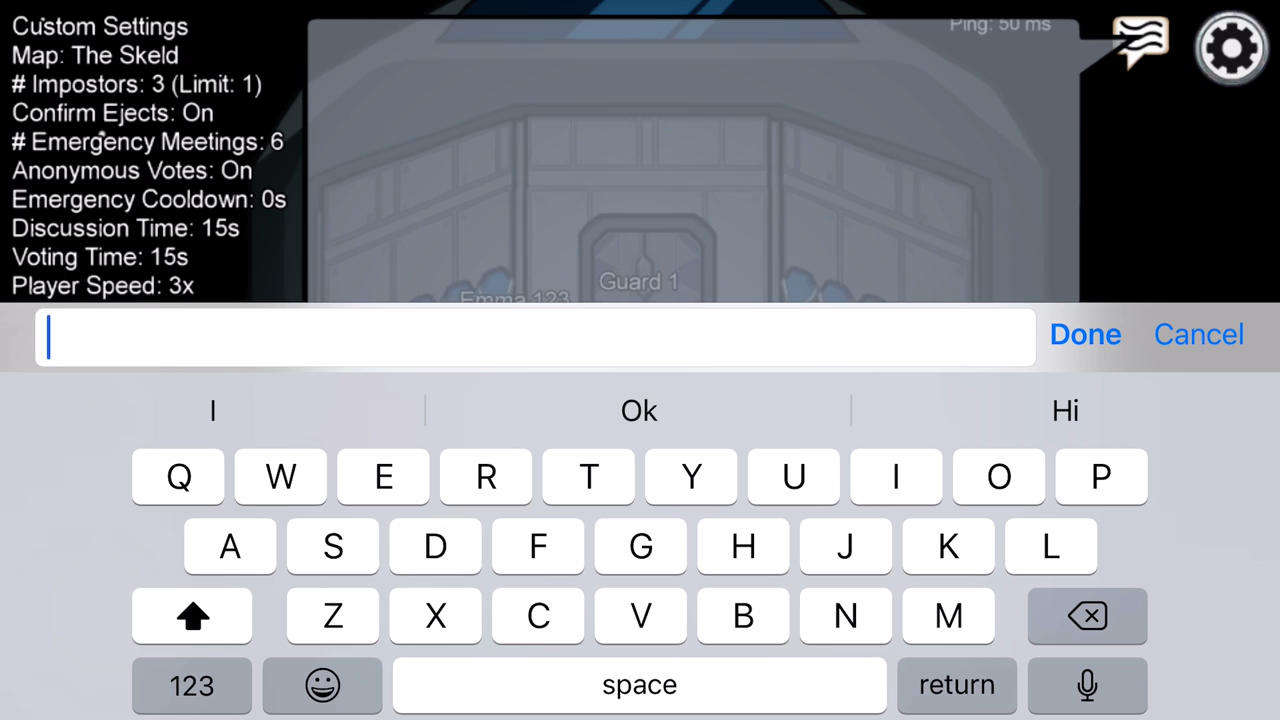 Custom Settings
Map: The Skeld
# Impostors: 3 (Limit: 1)
Confirm Ejects: On
# Emergency Meetings: 6
Anonymous Votes: On
Emergency Cooldown: 0s
Discussion Time: 15s
Voting Time: 15s
Player Speed: 3x
Ping: 50 ms
Guard 1
Emma 123
Done Cancel
I Ok Hi
Q W E R T Y U I O P
A S D F G H J K L
Z X C V B N M
123 space return